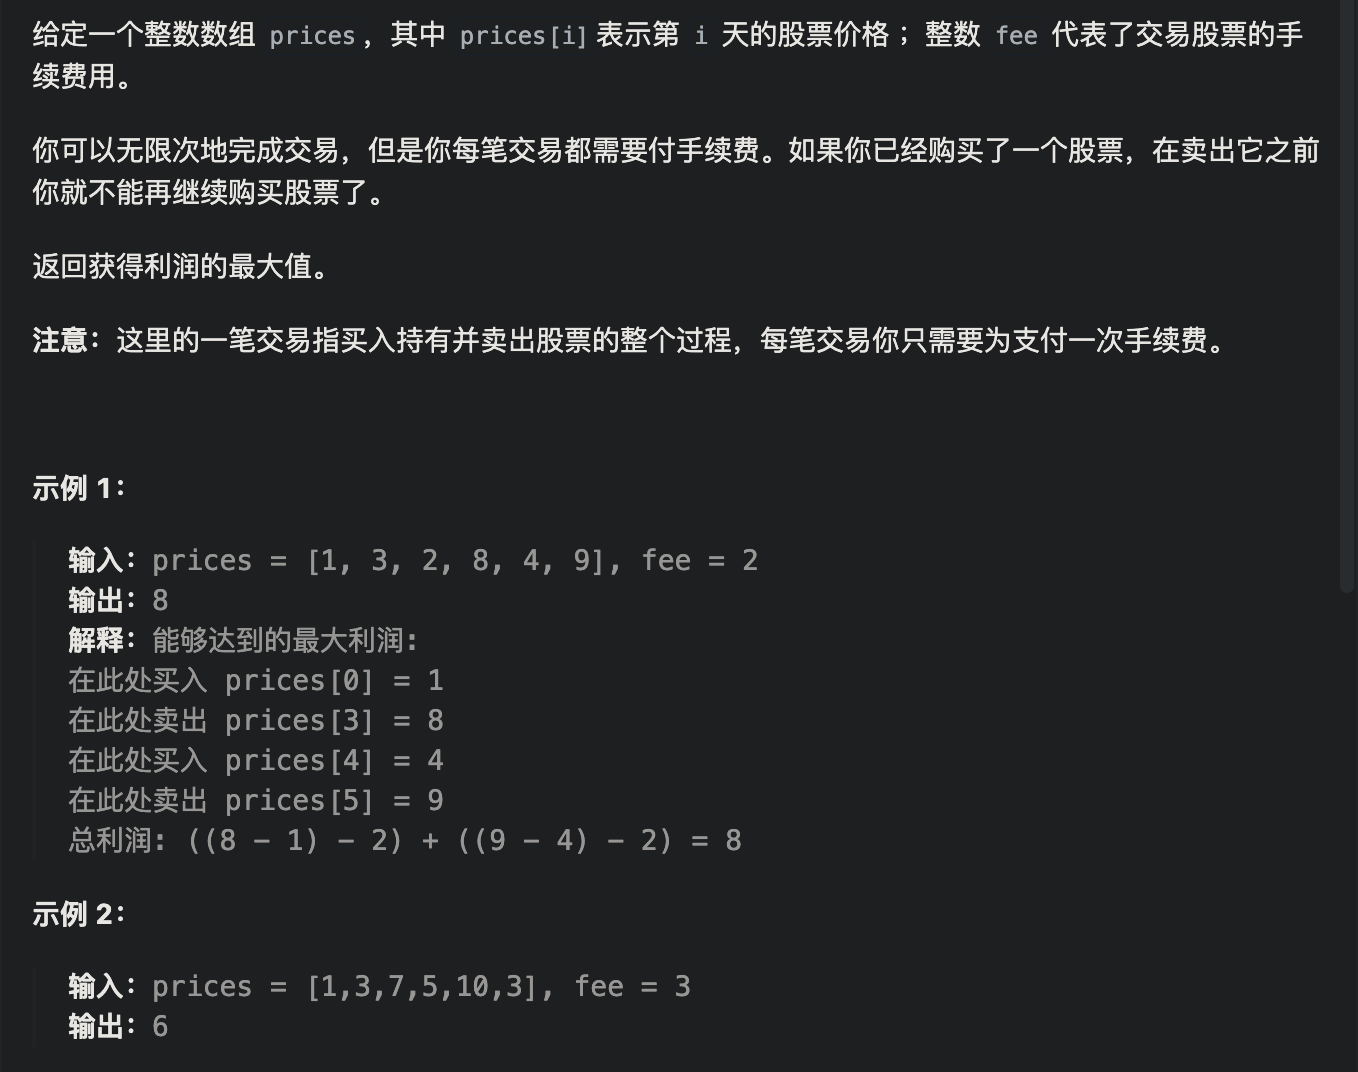 给定一个整数数组 prices，其中 prices[i] 表示第 i 天的股票价格；整数 fee 代表了交易股票的手
续费用。
你可以无限次地完成交易，但是你每笔交易都需要付手续费。如果你已经购买了一个股票，在卖出它之前
你就不能再继续购买股票了。
返回获得利润的最大值。
注意：这里的一笔交易指买入持有并卖出股票的整个过程，每笔交易你只需要为支付一次手续费。
示例 1：
输入：prices = [1, 3, 2, 8, 4, 9], fee = 2
输出：8
解释：能够达到的最大利润:
在此处买入 prices[0] = 1
在此处卖出 prices[3] = 8
在此处买入 prices[4] = 4
在此处卖出 prices[5] = 9
总利润: ((8 - 1) - 2) + ((9 - 4) - 2) = 8
示例 2：
输入：prices = [1,3,7,5,10,3], fee = 3
输出：6